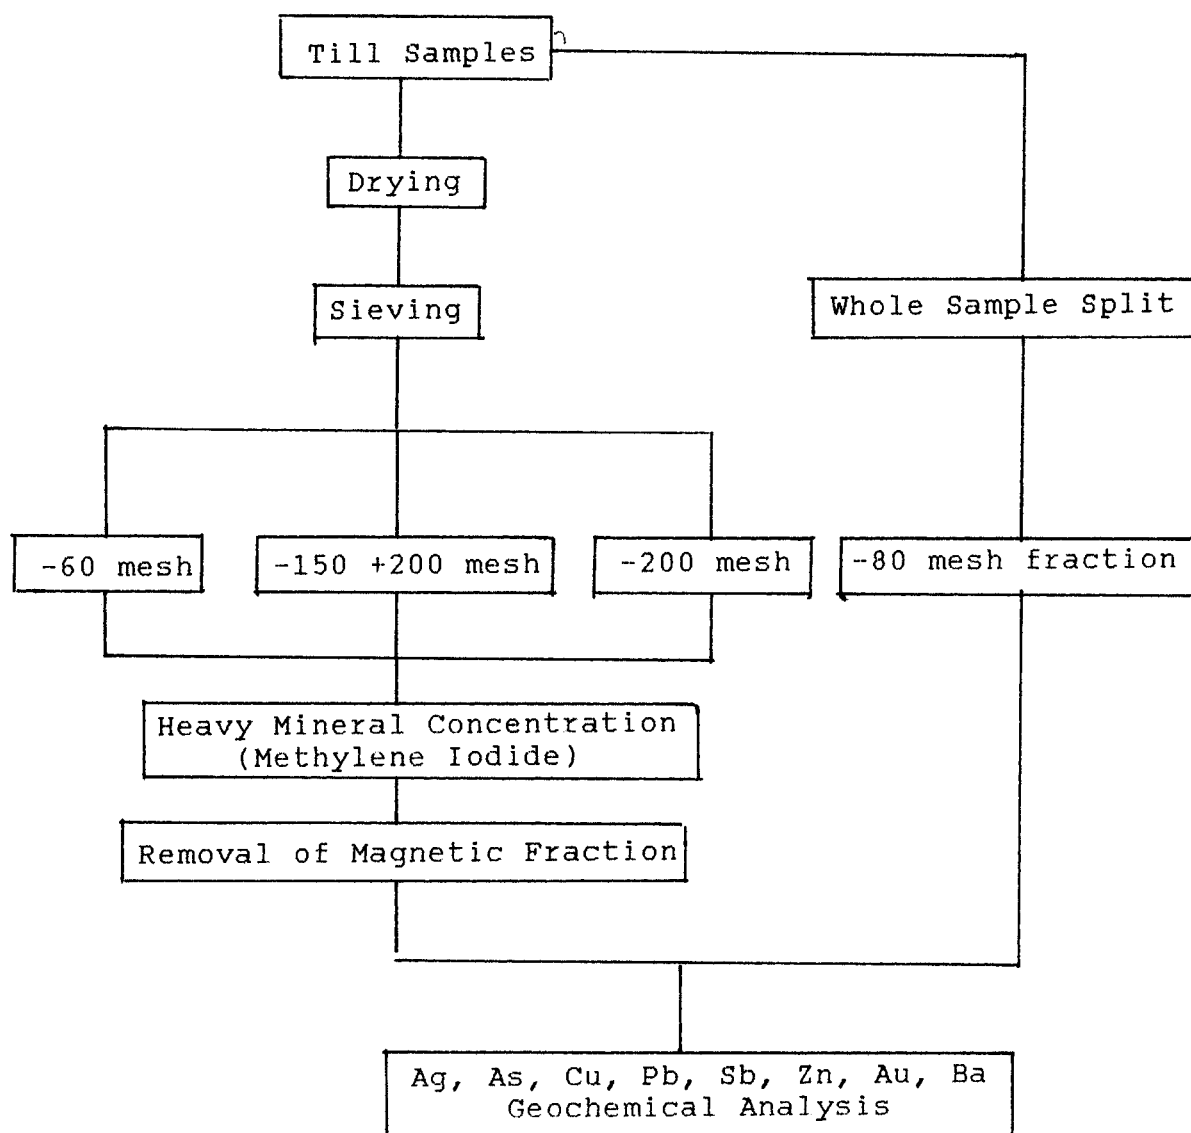 Till Samples
Drying
Sieving
Whole Sample Split
-60 mesh
-150 +200 mesh
-200 mesh
-80 mesh fraction
Heavy Mineral Concentration
(Methylene Iodide)
Removal of Magnetic Fraction
Ag, As, Cu, Pb, Sb, Zn, Au, Ba
Geochemical Analysis